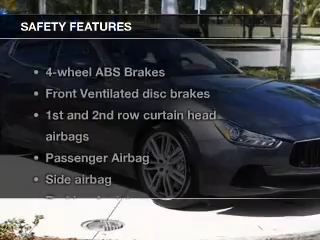 SAFETY FEATURES
• 4-wheel ABS Brakes
• Front Ventilated disc brakes
• 1st and 2nd row curtain head
airbags
• Passenger Airbag
• Side airbag